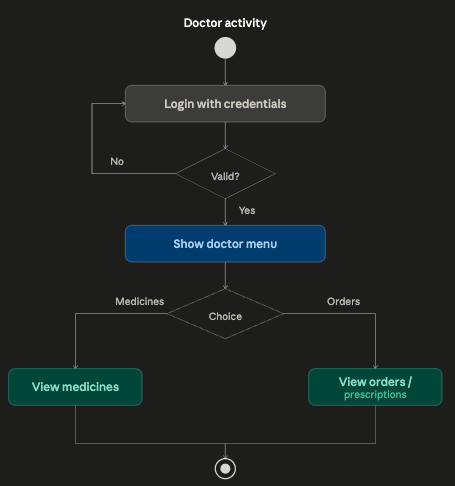 Doctor activity
Login with credentials
No
Valid?
Yes
Show doctor menu
Medicines
Orders
Choice
View medicines
View orders /
prescriptions